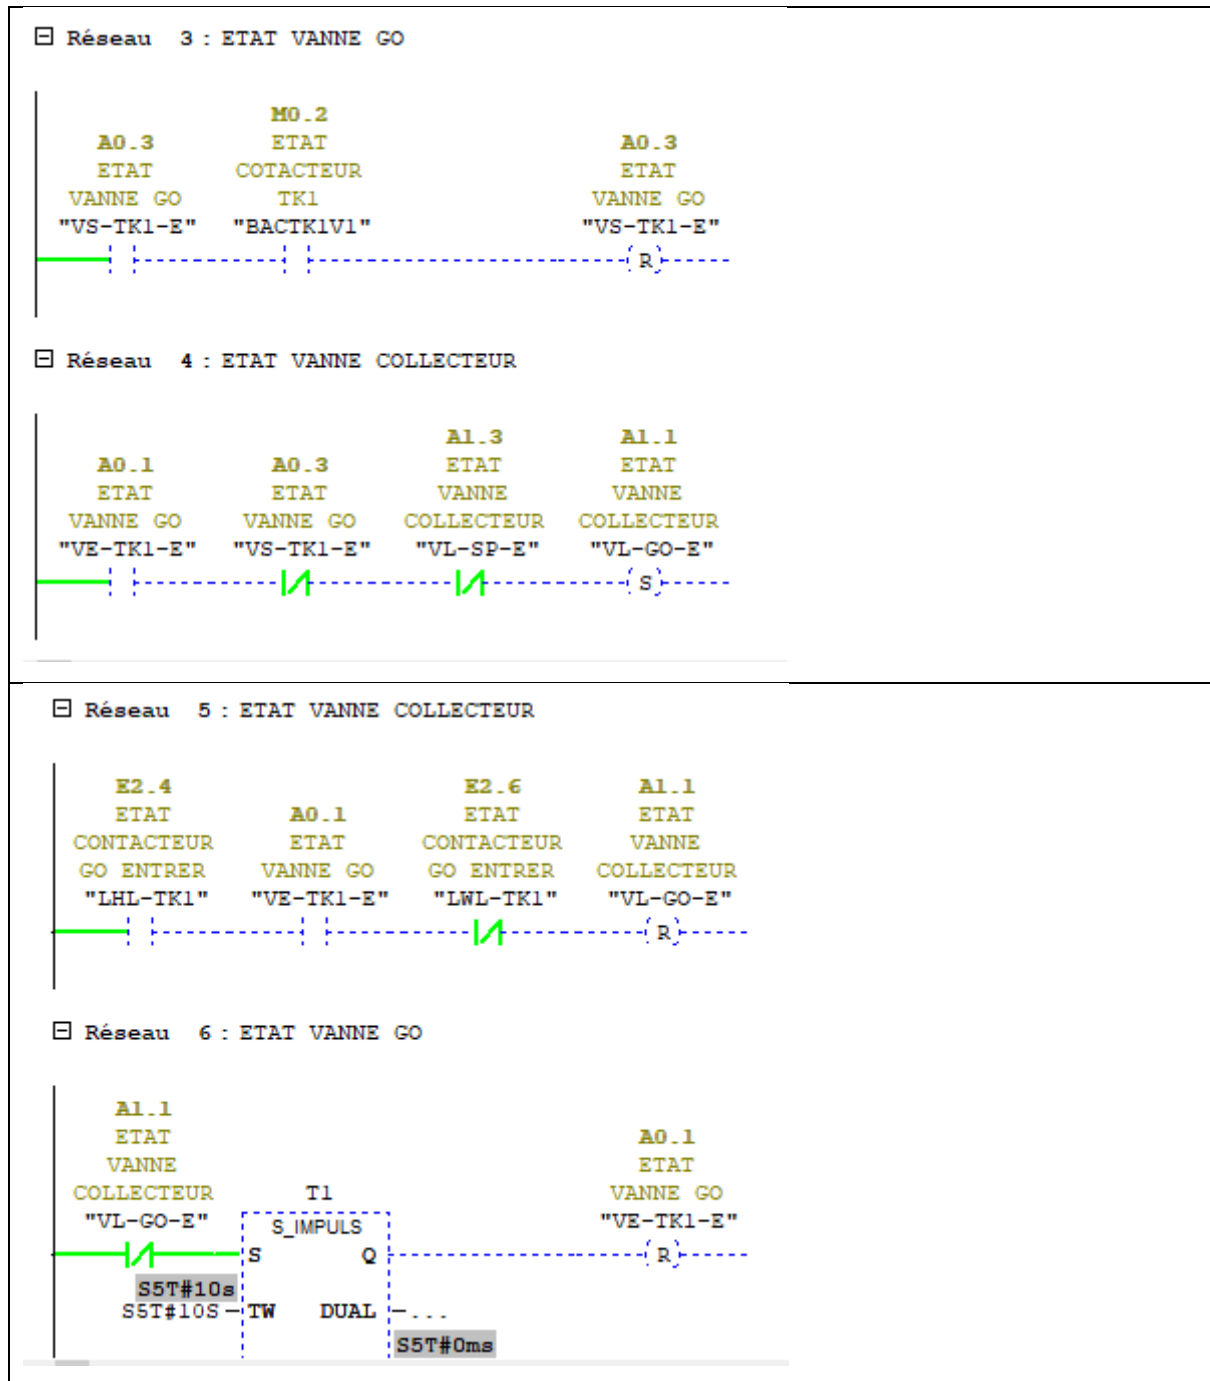 Réseau 3 : ETAT VANNE GO
M0.2
A0.3 ETAT A0.3
ETAT COTACTEUR ETAT
VANNE GO TK1 VANNE GO
"VS-TK1-E" "BACTK1V1" "VS-TK1-E"
R
Réseau 4 : ETAT VANNE COLLECTEUR
A1.3 A1.1
A0.1 A0.3 ETAT ETAT
ETAT ETAT VANNE VANNE
VANNE GO VANNE GO COLLECTEUR COLLECTEUR
"VE-TK1-E" "VS-TK1-E" "VL-SP-E" "VL-GO-E"
S
Réseau 5 : ETAT VANNE COLLECTEUR
E2.4 E2.6 A1.1
ETAT A0.1 ETAT ETAT
CONTACTEUR ETAT CONTACTEUR VANNE
GO ENTRER VANNE GO GO ENTRER COLLECTEUR
"LHL-TK1" "VE-TK1-E" "LWL-TK1" "VL-GO-E"
R
Réseau 6 : ETAT VANNE GO
A1.1
ETAT A0.1
VANNE ETAT
COLLECTEUR T1 VANNE GO
"VL-GO-E" S_IMPULS "VE-TK1-E"
S Q R
S5T#10s
S5T#10S TW DUAL ...
S5T#0ms